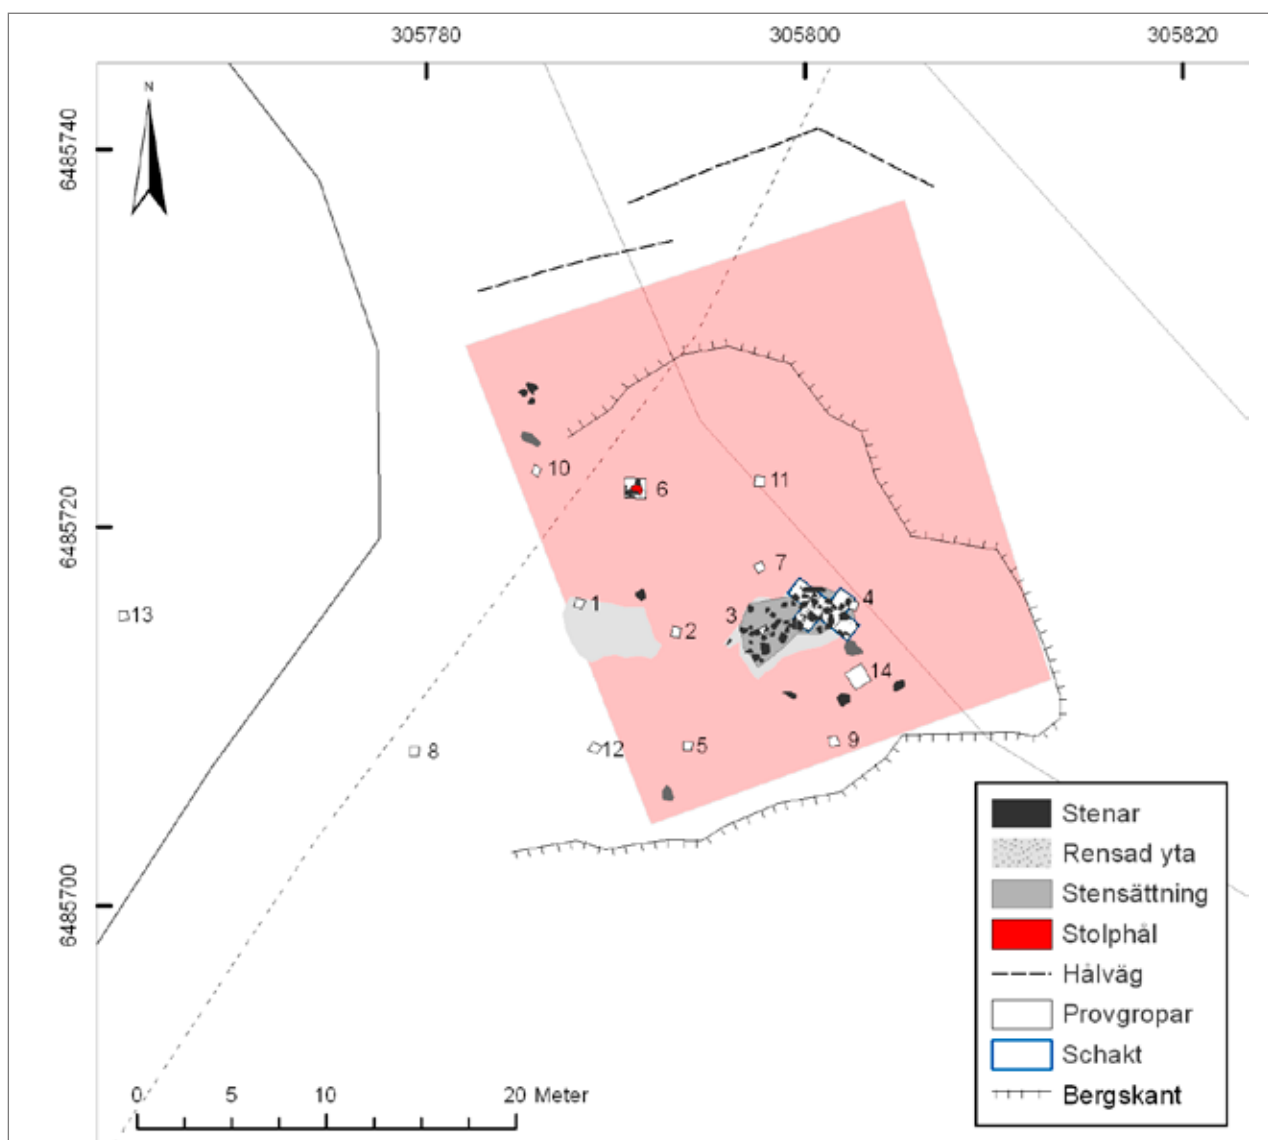 305780 305800 305820
N
6485740
10
6
11
6485720
7
1
4
13
3
2
14
8
12
5
9
6485700
Stenar
Rensad yta
Stensättning
Stolphål
Hålväg
Provgropar
Schakt
Bergskant
0 5 10 20 Meter